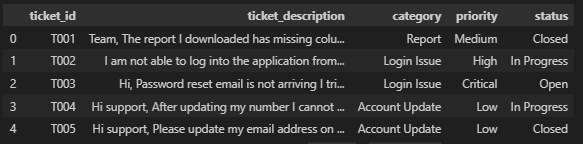 ticket_id ticket_description category priority status
0 T001 Team, The report I downloaded has missing colu... Report Medium Closed
1 T002 I am not able to log into the application from... Login Issue High In Progress
2 T003 Hi, Password reset email is not arriving I tri... Login Issue Critical Open
3 T004 Hi support, After updating my number I cannot ... Account Update Low In Progress
4 T005 Hi support, Please update my email address on ... Account Update Low Closed